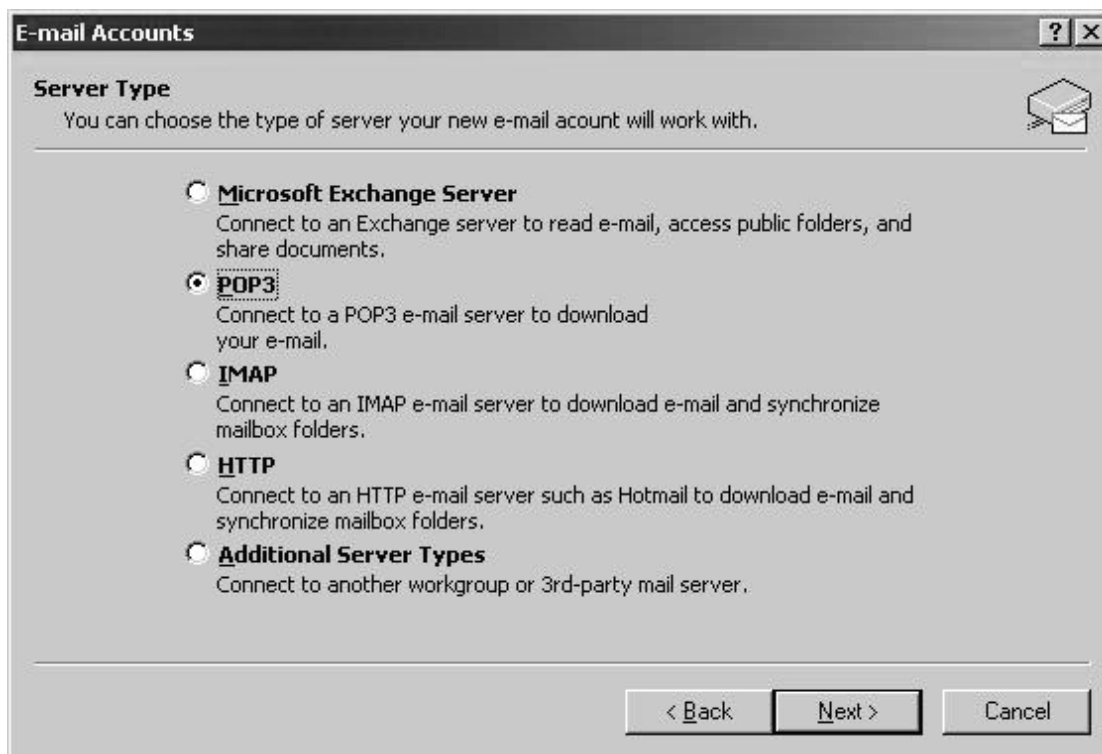 E-mail Accounts
Server Type
You can choose the type of server your new e-mail acount will work with.
Microsoft Exchange Server
Connect to an Exchange server to read e-mail, access public folders, and
share documents.
POP3
Connect to a POP3 e-mail server to download
your e-mail.
IMAP
Connect to an IMAP e-mail server to download e-mail and synchronize
mailbox folders.
HTTP
Connect to an HTTP e-mail server such as Hotmail to download e-mail and
synchronize mailbox folders.
Additional Server Types
Connect to another workgroup or 3rd-party mail server.
< Back Next > Cancel